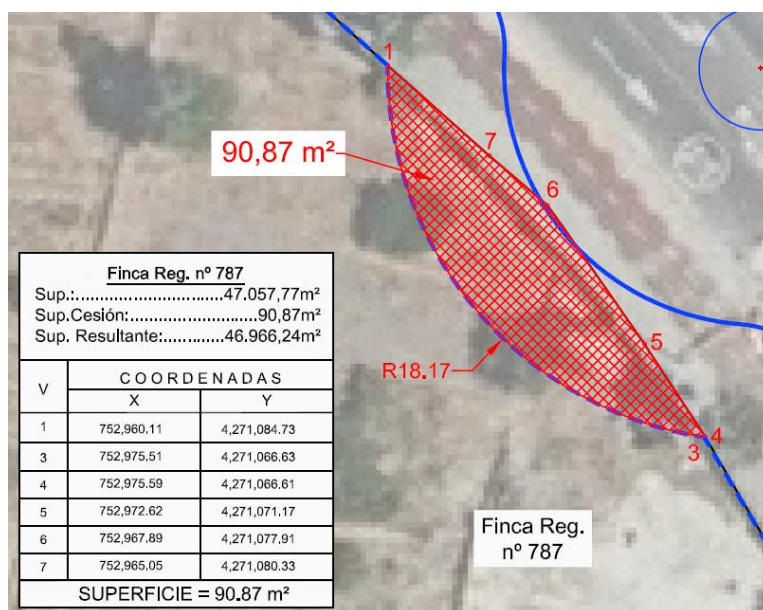 1
7
90,87 m²
6
5
R18.17
4
3
Finca Reg.
nº 787
Finca Reg. nº 787
Sup.:..............................47.057,77m²
Sup.Cesión:.........................90,87m²
Sup. Resultante:............46.966,24m²
V COORDENADAS
X Y
1 752,960.11 4,271,084.73
3 752,975.51 4,271,066.63
4 752,975.59 4,271,066.61
5 752,972.62 4,271,071.17
6 752,967.89 4,271,077.91
7 752,965.05 4,271,080.33
SUPERFICIE = 90.87 m²